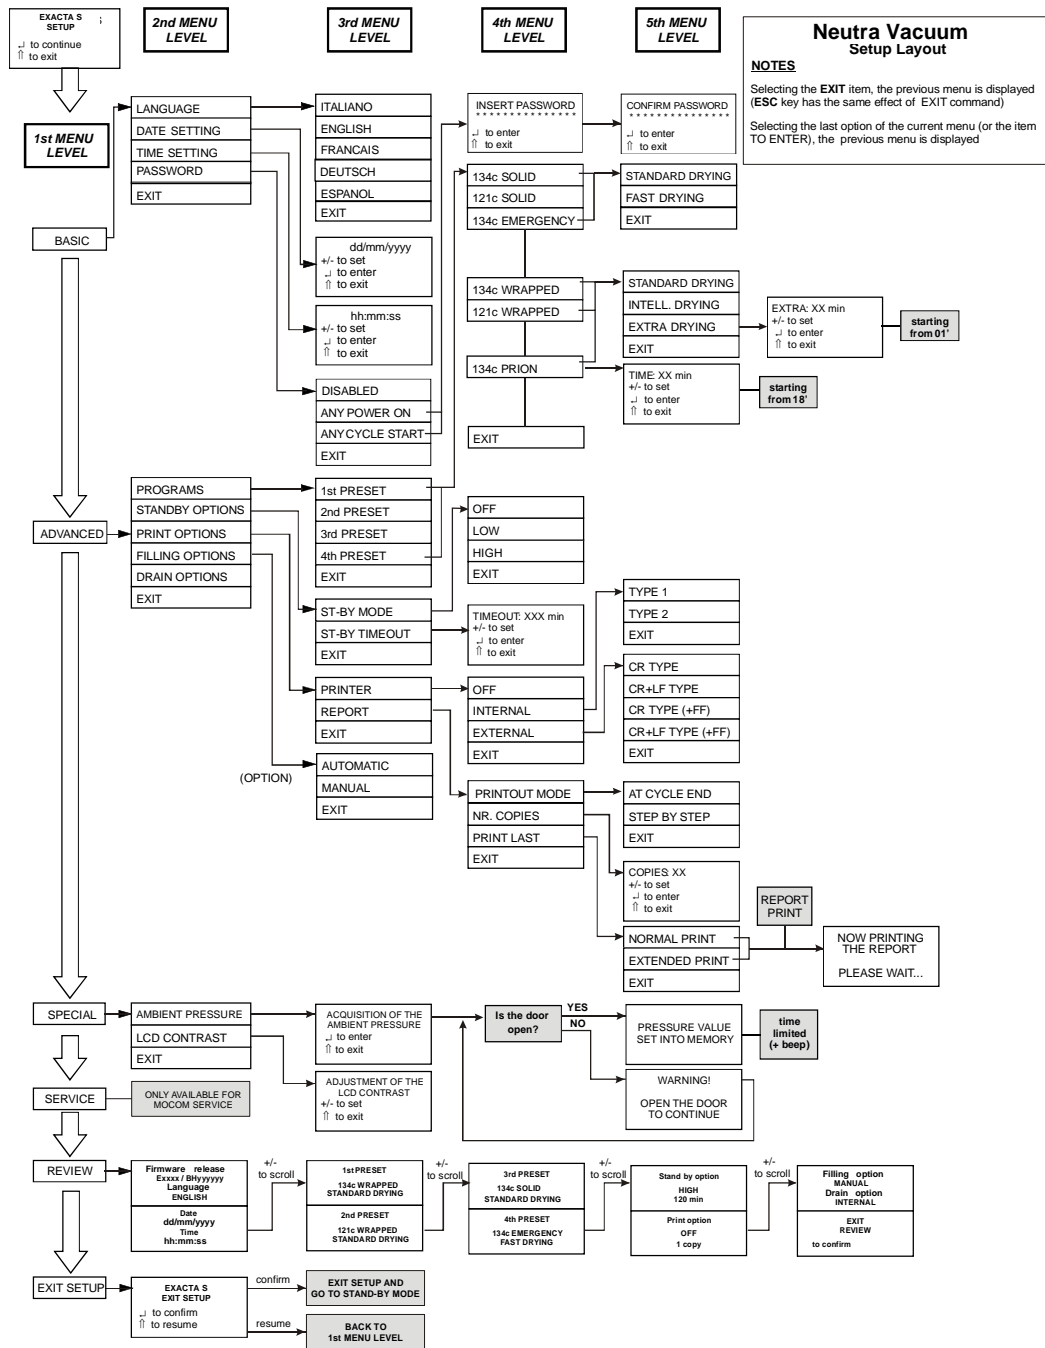 EXACTA S ;
SETUP
↵ to continue
⇑ to exit
2nd MENU
LEVEL
3rd MENU
LEVEL
4th MENU
LEVEL
5th MENU
LEVEL
Neutra Vacuum
Setup Layout
NOTES
Selecting the EXIT item, the previous menu is displayed
(ESC key has the same effect of EXIT command)
Selecting the last option of the current menu (or the item
TO ENTER), the previous menu is displayed
1st MENU
LEVEL
BASIC
LANGUAGE
DATE SETTING
TIME SETTING
PASSWORD
EXIT
ITALIANO
ENGLISH
FRANCAIS
DEUTSCH
ESPANOL
EXIT
dd/mm/yyyy
+/- to set
↵ to enter
⇑ to exit
hh:mm:ss
+/- to set
↵ to enter
⇑ to exit
DISABLED
ANY POWER ON
ANY CYCLE START
EXIT
INSERT PASSWORD
* * * * * * * * * * * * * * *
↵ to enter
⇑ to exit
CONFIRM PASSWORD
* * * * * * * * * * * * * * *
↵ to enter
⇑ to exit
134c SOLID
121c SOLID
134c EMERGENCY
134c WRAPPED
121c WRAPPED
134c PRION
EXIT
STANDARD DRYING
FAST DRYING
EXIT
STANDARD DRYING
INTELL. DRYING
EXTRA DRYING
EXIT
EXTRA: XX min
+/- to set
↵ to enter
⇑ to exit
starting
from 01'
TIME: XX min
+/- to set
↵ to enter
⇑ to exit
starting
from 18'
ADVANCED
PROGRAMS
STANDBY OPTIONS
PRINT OPTIONS
FILLING OPTIONS
DRAIN OPTIONS
EXIT
1st PRESET
2nd PRESET
3rd PRESET
4th PRESET
EXIT
ST-BY MODE
ST-BY TIMEOUT
EXIT
OFF
LOW
HIGH
EXIT
TIMEOUT: XXX min
+/- to set
↵ to enter
⇑ to exit
PRINTER
REPORT
EXIT
OFF
INTERNAL
EXTERNAL
EXIT
TYPE 1
TYPE 2
EXIT
CR TYPE
CR+LF TYPE
CR TYPE (+FF)
CR+LF TYPE (+FF)
EXIT
(OPTION)
AUTOMATIC
MANUAL
EXIT
PRINTOUT MODE
NR. COPIES
PRINT LAST
EXIT
AT CYCLE END
STEP BY STEP
EXIT
COPIES: XX
+/- to set
↵ to enter
⇑ to exit
NORMAL PRINT
EXTENDED PRINT
EXIT
REPORT
PRINT
NOW PRINTING
THE REPORT
PLEASE WAIT...
SPECIAL
AMBIENT PRESSURE
LCD CONTRAST
EXIT
ACQUISITION OF THE
AMBIENT PRESSURE
↵ to enter
⇑ to exit
ADJUSTMENT OF THE
LCD CONTRAST
+/- to set
⇑ to exit
Is the door
open?
YES
NO
PRESSURE VALUE
SET INTO MEMORY
time
limited
(+ beep)
WARNING!
OPEN THE DOOR
TO CONTINUE
SERVICE
ONLY AVAILABLE FOR
MOCOM SERVICE
REVIEW
Firmware release
Exxxx / BHyyyyyy
Language
ENGLISH
Date
dd/mm/yyyy
Time
hh:mm:ss
+/-
to scroll
1st PRESET
134c WRAPPED
STANDARD DRYING
2nd PRESET
121c WRAPPED
STANDARD DRYING
+/-
to scroll
3rd PRESET
134c SOLID
STANDARD DRYING
4th PRESET
134c EMERGENCY
FAST DRYING
+/-
to scroll
Stand by option
HIGH
120 min
Print option
OFF
1 copy
+/-
to scroll
Filling option
MANUAL
Drain option
INTERNAL
EXIT
REVIEW
to confirm
EXIT SETUP
EXACTA S
EXIT SETUP
↵ to confirm
⇑ to resume
confirm
EXIT SETUP AND
GO TO STAND-BY MODE
resume
BACK TO
1st MENU LEVEL